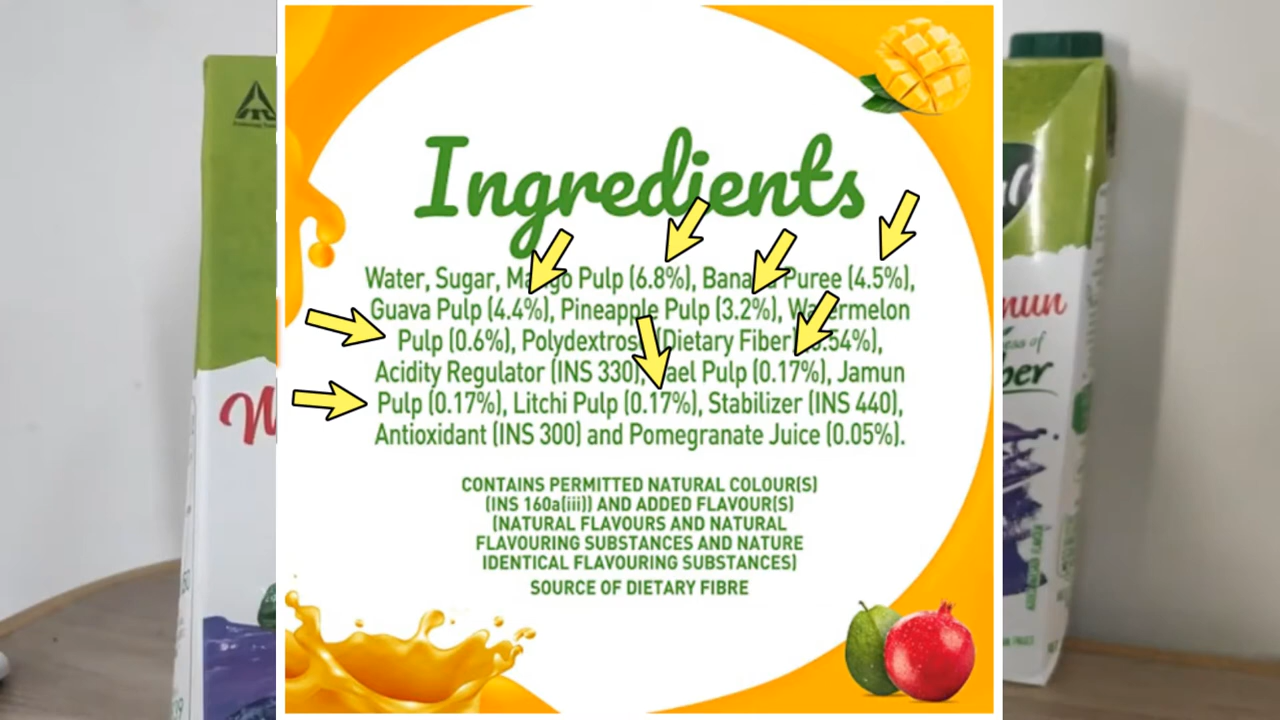 Ingredients
Water, Sugar, Mango Pulp (6.8%), Banana Puree (4.5%),
Guava Pulp (4.4%), Pineapple Pulp (3.2%), Watermelon
Pulp (0.6%), Polydextrose (Dietary Fiber) (0.54%),
Acidity Regulator (INS 330), Bael Pulp (0.17%), Jamun
Pulp (0.17%), Litchi Pulp (0.17%), Stabilizer (INS 440),
Antioxidant (INS 300) and Pomegranate Juice (0.05%).
CONTAINS PERMITTED NATURAL COLOUR(S)
(INS 160a(iii)) AND ADDED FLAVOUR(S)
(NATURAL FLAVOURS AND NATURAL
FLAVOURING SUBSTANCES AND NATURE
IDENTICAL FLAVOURING SUBSTANCES)
SOURCE OF DIETARY FIBRE